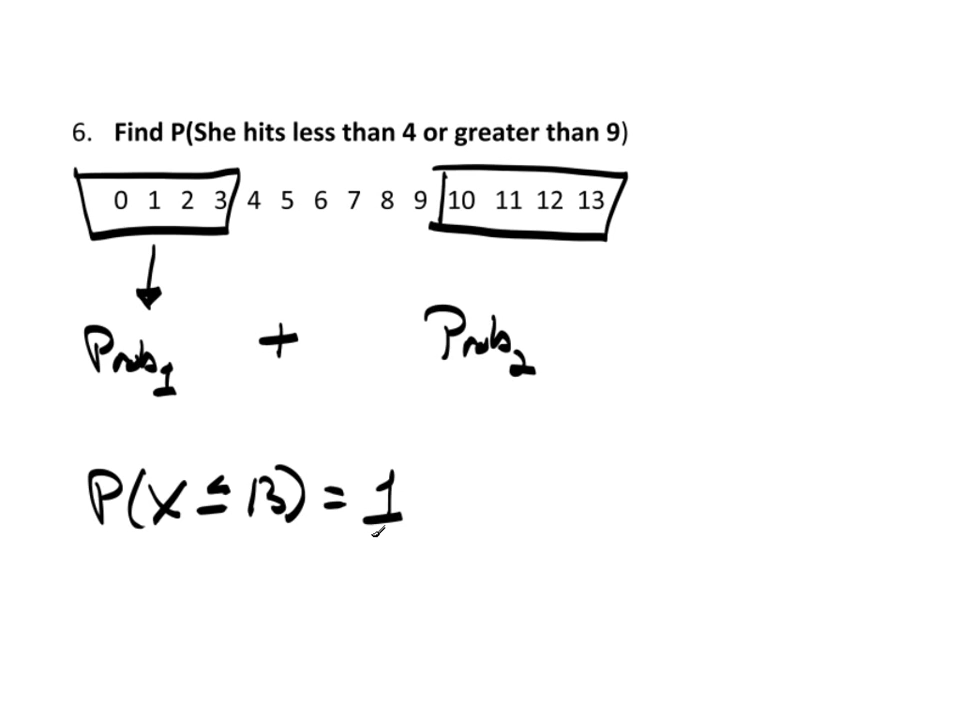 6. Find P(She hits less than 4 or greater than 9)
0 1 2 3 4 5 6 7 8 9 10 11 12 13
Prob1 + Prob2
P(X ≤ 13) = 1